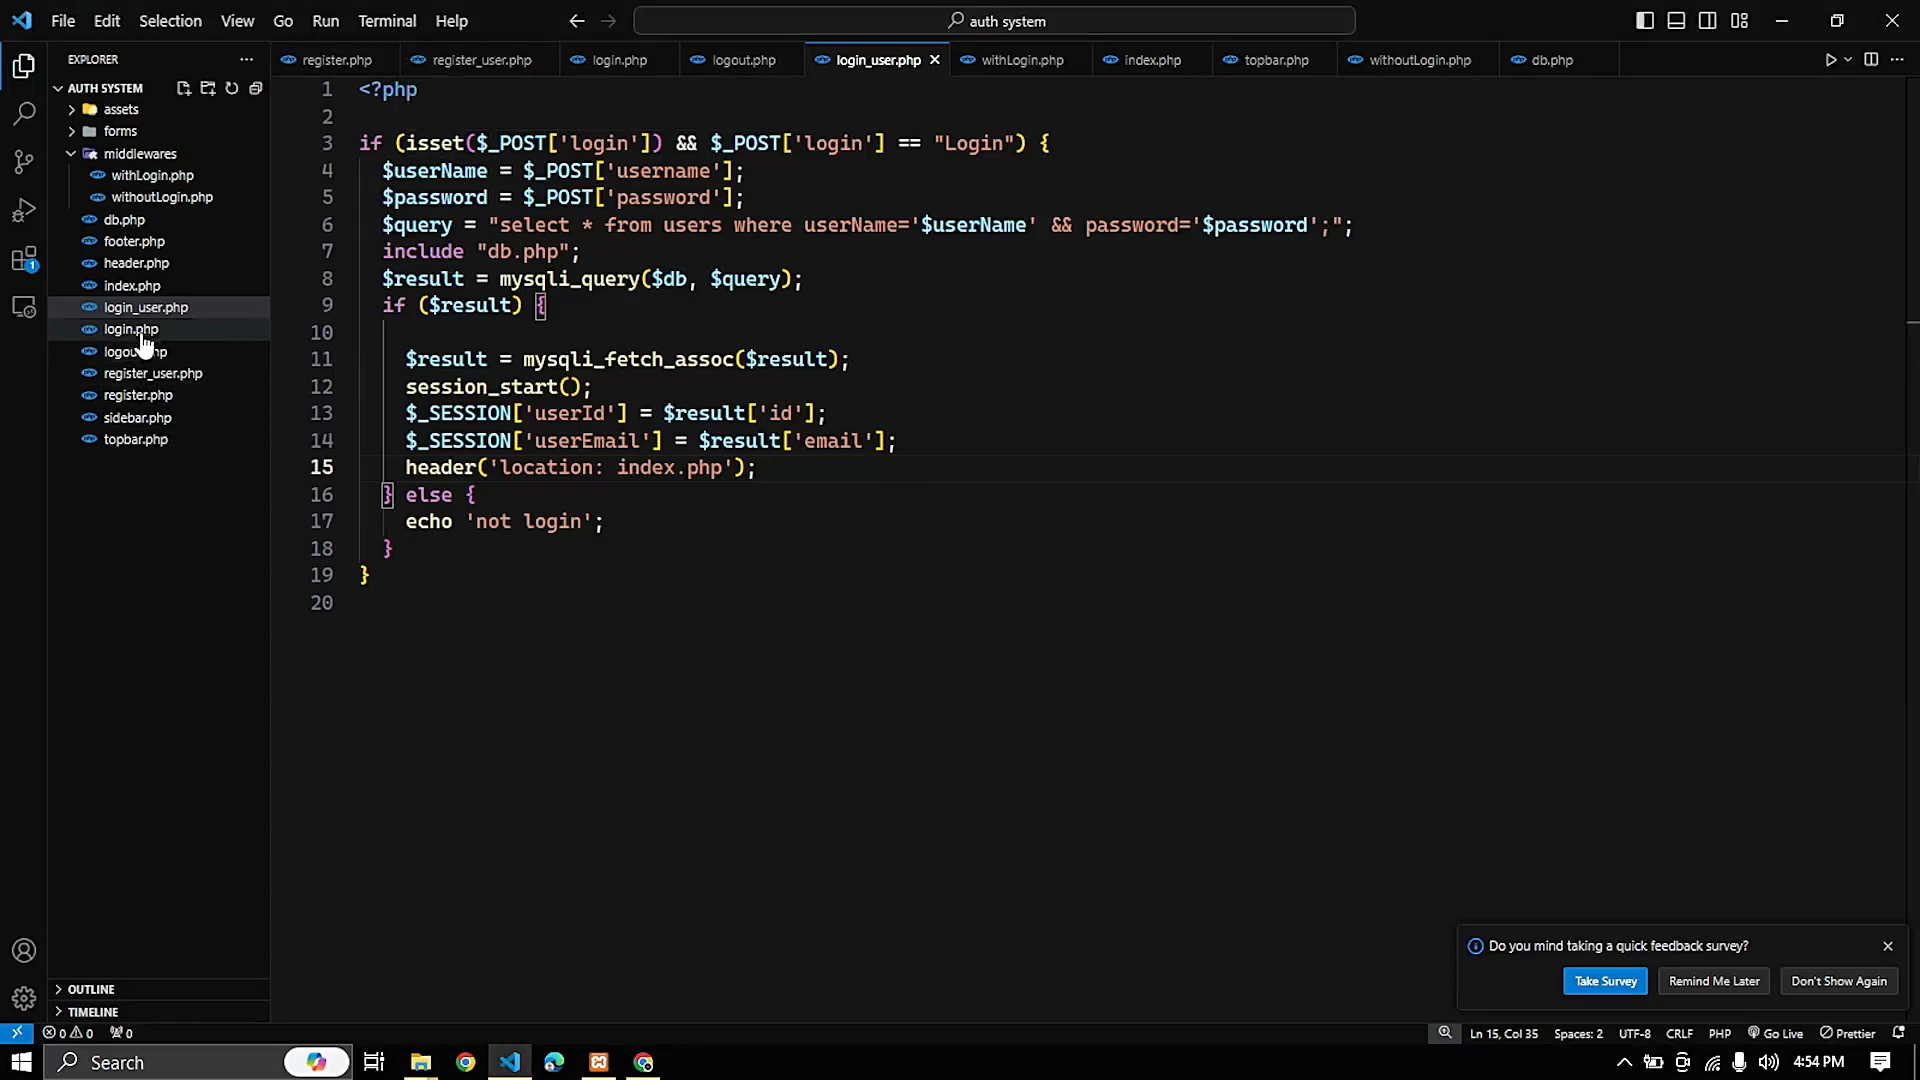 File Edit Selection View Go Run Terminal Help
auth system
EXPLORER
register.php register_user.php login.php logout.php login_user.php withLogin.php index.php topbar.php withoutLogin.php db.php
AUTH SYSTEM
assets
forms
middlewares
withLogin.php
withoutLogin.php
db.php
footer.php
header.php
index.php
login_user.php
login.php
register_user.php
register.php
sidebar.php
topbar.php
OUTLINE
TIMELINE
1 <?php
2
3 if (isset($_POST['login']) && $_POST['login'] == "Login") {
4 $userName = $_POST['username'];
5 $password = $_POST['password'];
6 $query = "select * from users where userName='$userName' && password='$password';";
7 include "db.php";
8 $result = mysqli_query($db, $query);
9 if ($result) {
10
11 $result = mysqli_fetch_assoc($result);
12 session_start();
13 $_SESSION['userId'] = $result['id'];
14 $_SESSION['userEmail'] = $result['email'];
15 header('location: index.php');
16 } else {
17 echo 'not login';
18 }
19 }
20
Do you mind taking a quick feedback survey?
Take Survey Remind Me Later Don't Show Again
0 0 0 Ln 15, Col 35 Spaces: 2 UTF-8 CRLF PHP Go Live Prettier
Search 4:54 PM
1